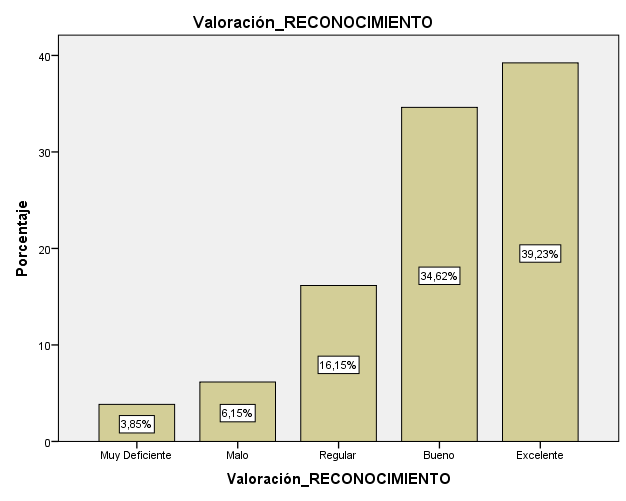 Valoración_RECONOCIMIENTO
40
30
20
10
0
Porcentaje
3,85%
6,15%
16,15%
34,62%
39,23%
Muy Deficiente
Malo
Regular
Bueno
Excelente
Valoración_RECONOCIMIENTO